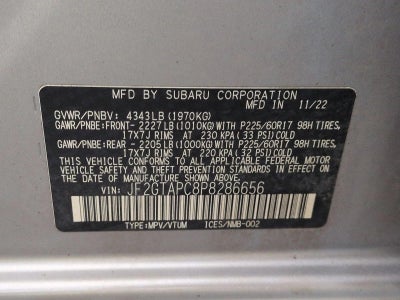 MFD BY SUBARU CORPORATION
MFD IN 11/22
GVWR/PNBV: 4343LB (1970KG)
GAWR/PNBE:FRONT- 2227LB(1010KG)WITH P225/60R17 98H TIRES,
17X7J RIMS AT 230 KPA( 33 PSI)COLD
GAWR/PNBE:REAR - 2205LB(1000KG)WITH P225/60R17 98H TIRES,
17X7J RIMS AT 220 KPA( 32 PSI)COLD
THIS VEHICLE CONFORMS TO ALL APPLICABLE FEDERAL MOTOR
VEHICLE SAFETY, BUMPER, AND THEFT PREVENTION STANDARDS
IN EFFECT ON THE DATE OF MANUFACTURE SHOWN ABOVE.
VIN: JF2GTAPC8P8286656
TYPE:MPV/VTUM ICES/NMB-002